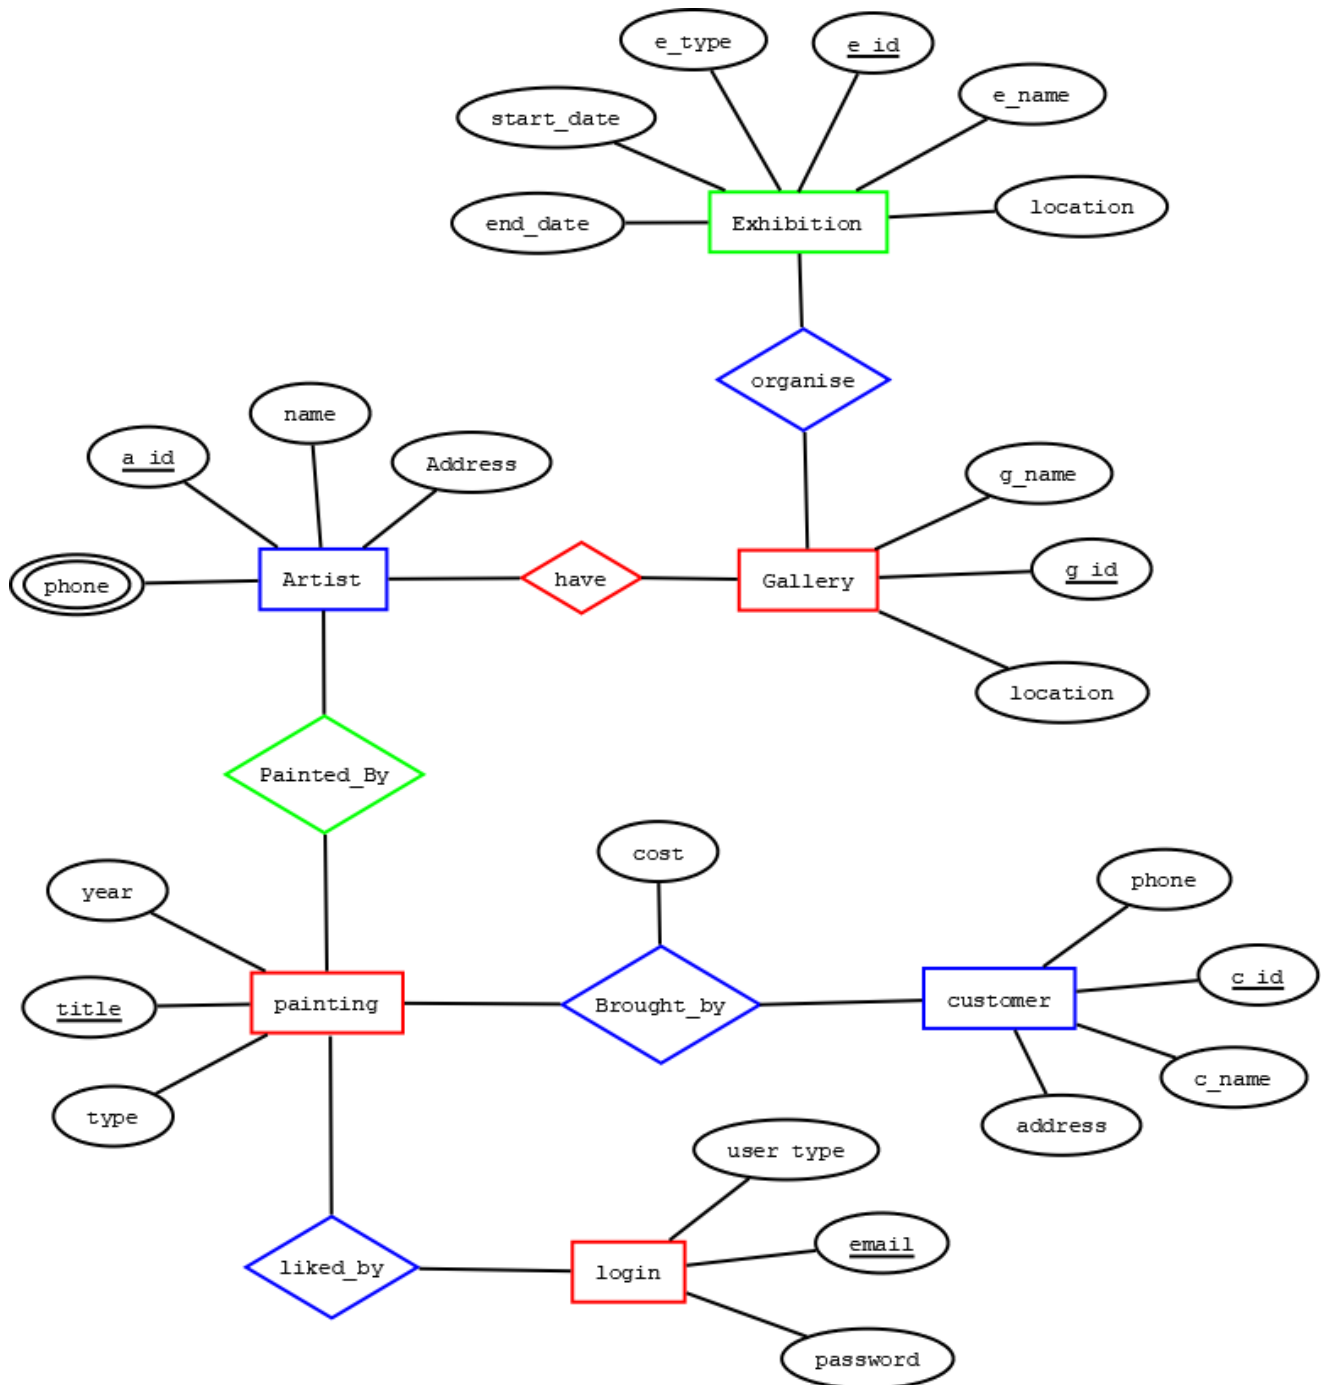 e_type
e_id
e_name
start_date
location
end_date
Exhibition
organise
name
a_id
Address
g_name
phone
Artist
have
Gallery
g_id
location
Painted_By
cost
year
phone
title
painting
Brought_by
customer
c_id
c_name
type
address
user type
email
liked_by
login
password